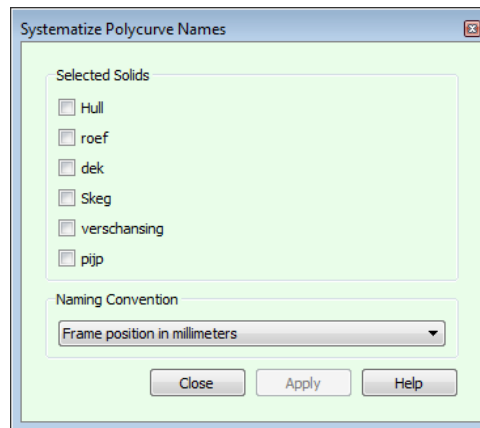 Systematize Polycurve Names
Selected Solids
Hull
roef
dek
Skeg
verschansing
pijp
Naming Convention
Frame position in millimeters
Close Apply Help